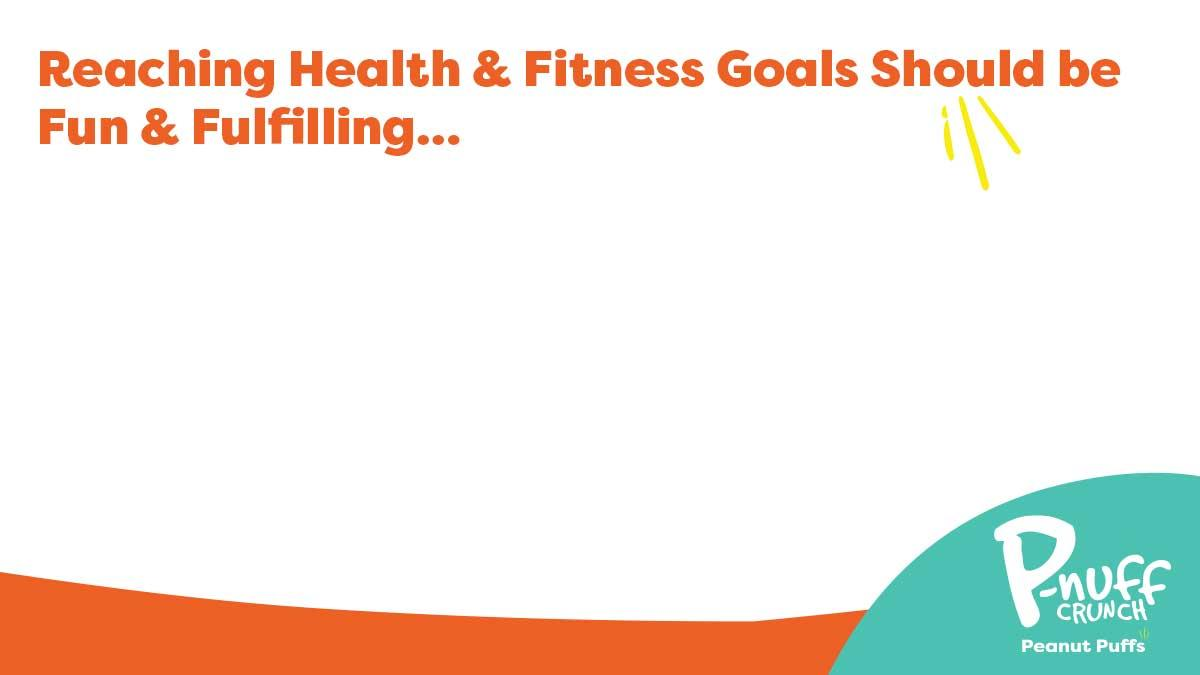 Reaching Health & Fitness Goals Should be
Fun & Fulfilling...
P-nuff
CRUNCH
Peanut Puffs